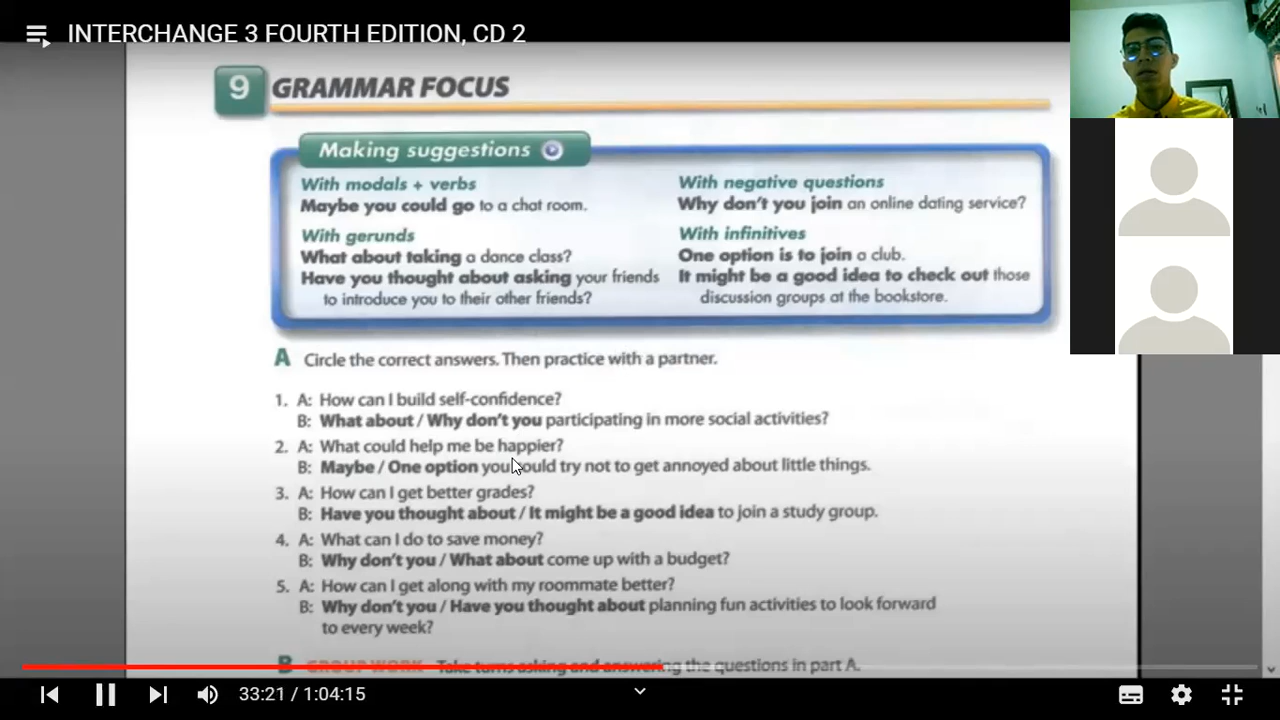 INTERCHANGE 3 FOURTH EDITION, CD 2
9 GRAMMAR FOCUS
Making suggestions
With modals + verbs
Maybe you could go to a chat room.
With gerunds
What about taking a dance class?
Have you thought about asking your friends
to introduce you to their other friends?
With negative questions
Why don't you join an online dating service?
With infinitives
One option is to join a club.
It might be a good idea to check out those
discussion groups at the bookstore.
A Circle the correct answers. Then practice with a partner.
1. A: How can I build self-confidence?
B: What about / Why don't you participating in more social activities?
2. A: What could help me be happier?
B: Maybe / One option you could try not to get annoyed about little things.
3. A: How can I get better grades?
B: Have you thought about / It might be a good idea to join a study group.
4. A: What can I do to save money?
B: Why don't you / What about come up with a budget?
5. A: How can I get along with my roommate better?
B: Why don't you / Have you thought about planning fun activities to look forward
to every week?
B GROUP WORK Take turns asking and answering the questions in part A.
33:21 / 1:04:15